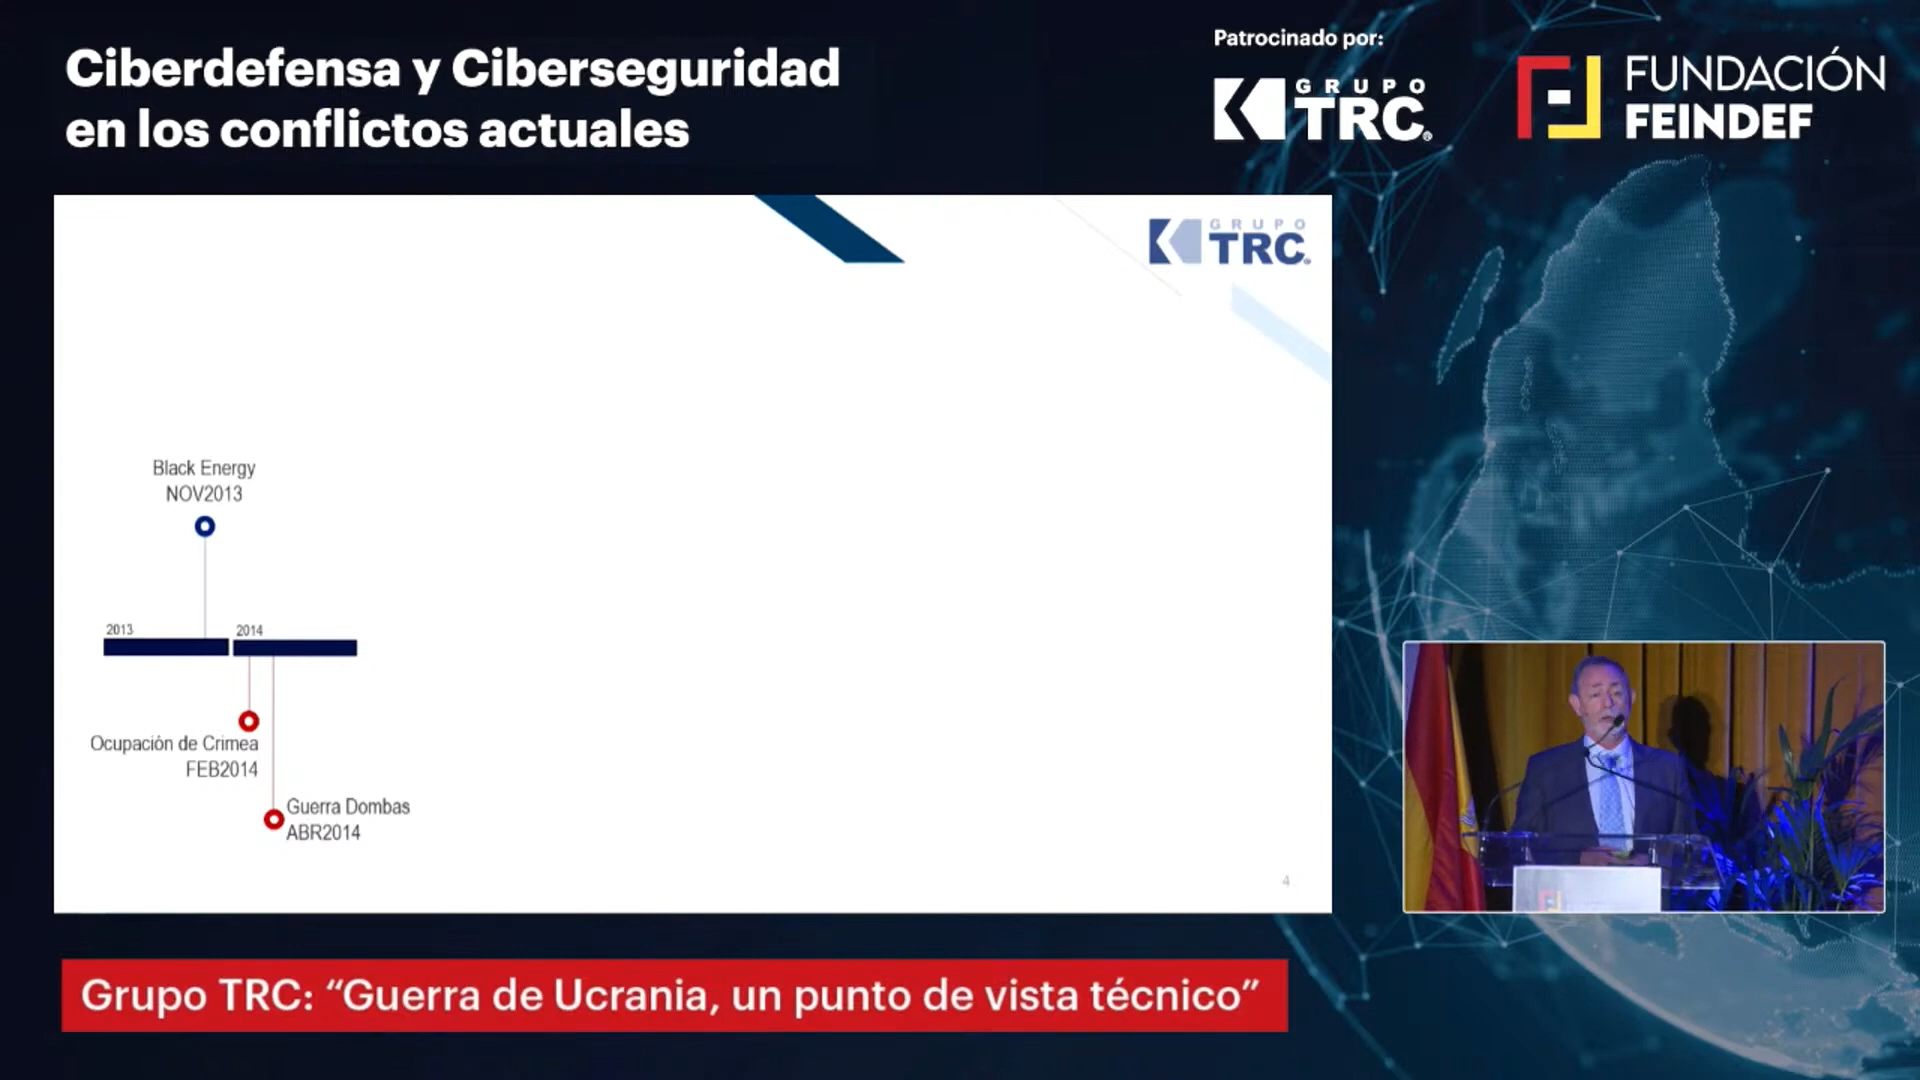 Ciberdefensa y Ciberseguridad
en los conflictos actuales
Patrocinado por:
GRUPO
TRC
FUNDACIÓN
FEINDEF
GRUPO
TRC
Black Energy
NOV2013
2013
2014
Ocupación de Crimea
FEB2014
Guerra Dombas
ABR2014
4
Grupo TRC: “Guerra de Ucrania, un punto de vista técnico”